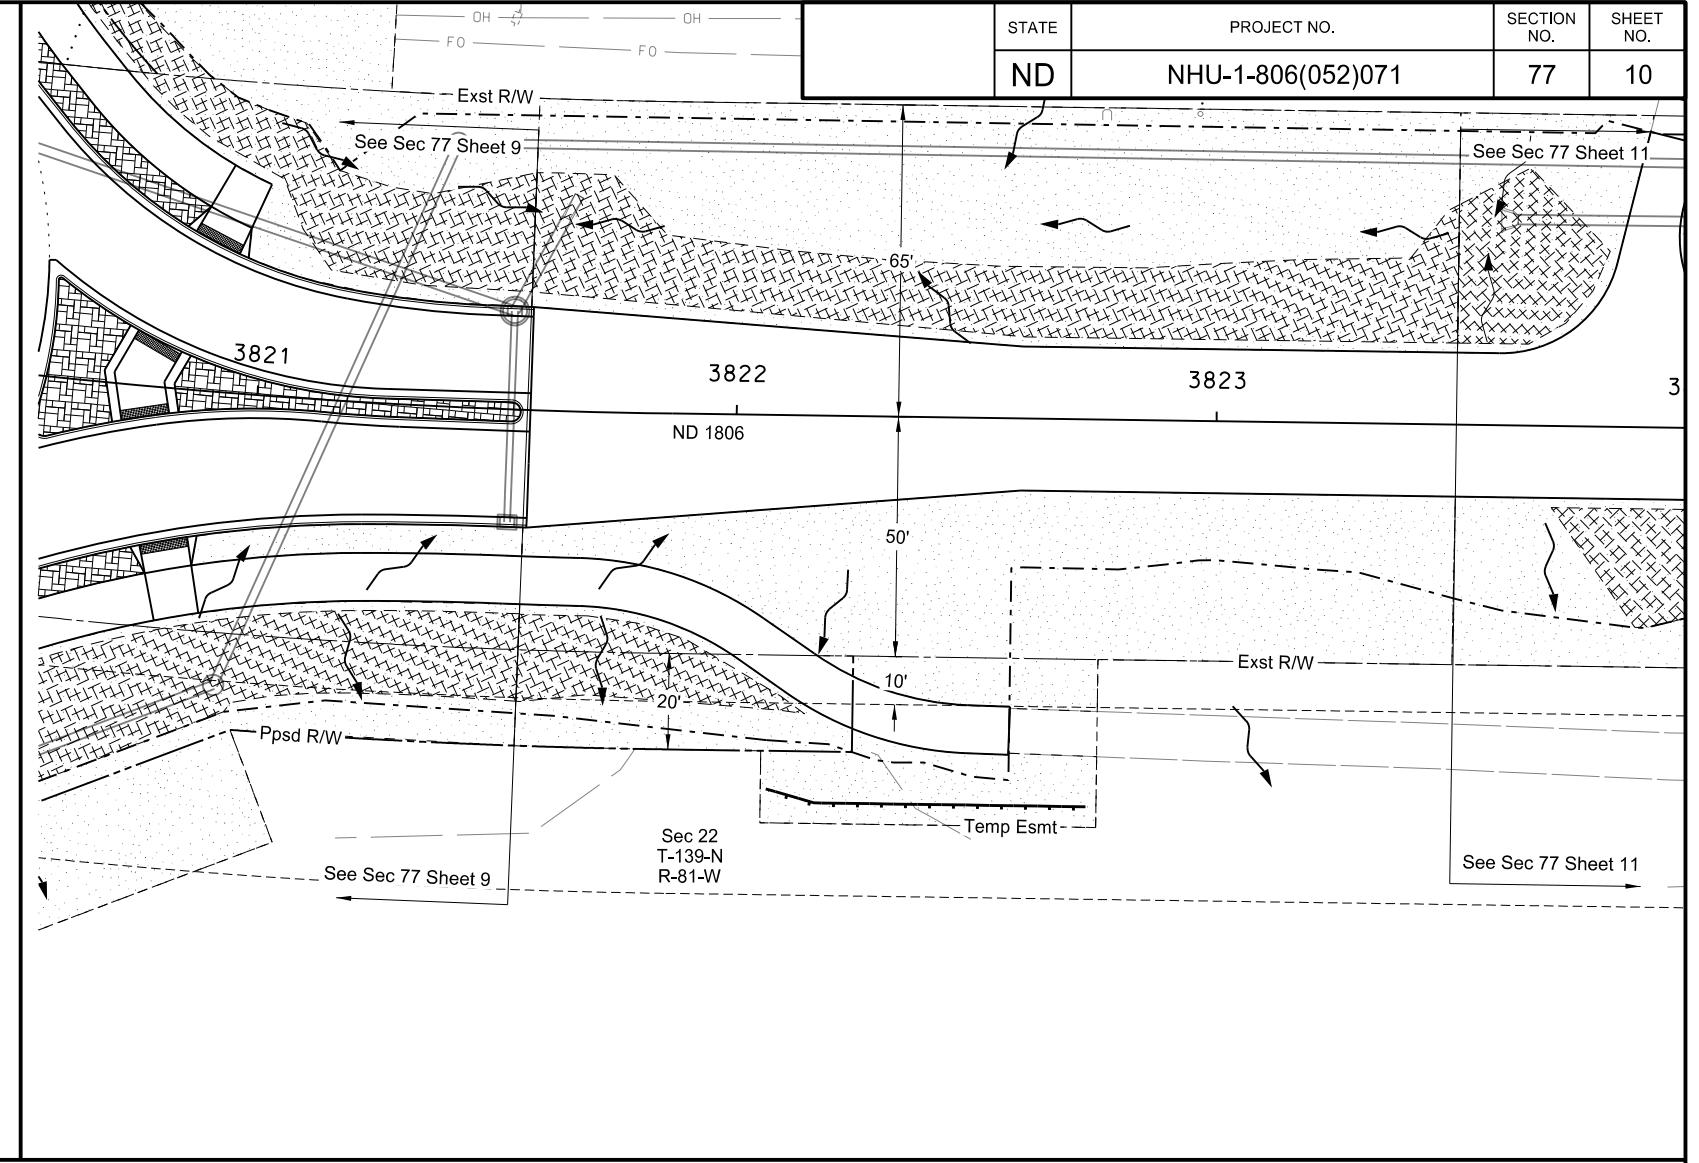 STATE
PROJECT NO.
SECTION NO.
SHEET NO.
ND
NHU-1-806(052)071
77
10
OH
OH
FO
FO
Exst R/W
See Sec 77 Sheet 9
See Sec 77 Sheet 11
65'
3821
3822
3823
3
ND 1806
50'
Exst R/W
10'
20'
Ppsd R/W
Temp Esmt
Sec 22
T-139-N
R-81-W
See Sec 77 Sheet 9
See Sec 77 Sheet 11